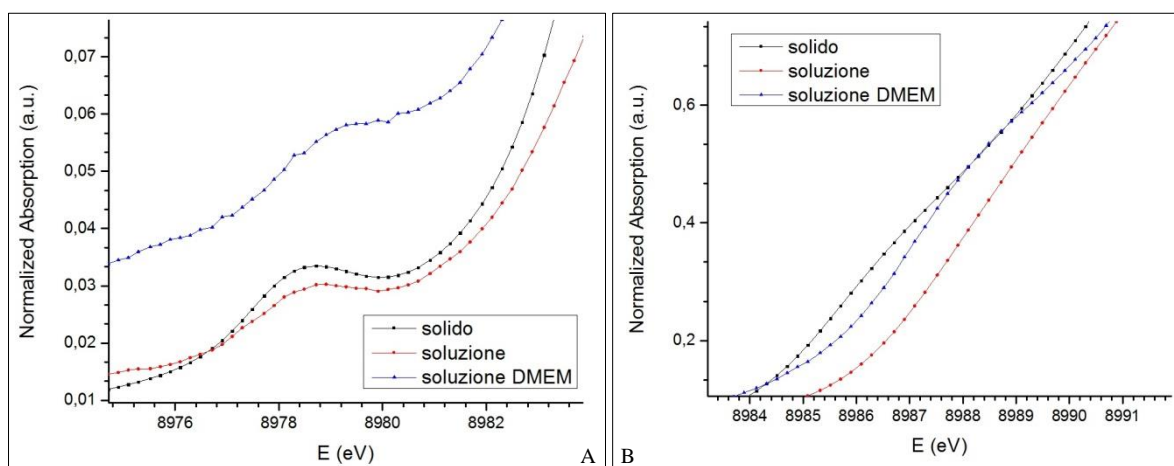 0,07
0,06
0,05
0,04
0,03
0,02
0,01
Normalized Absorption (a.u.)
solido
soluzione
soluzione DMEM
8976 8978 8980 8982
E (eV)
A
solido
soluzione
soluzione DMEM
0,6
0,4
0,2
Normalized Absorption (a.u.)
8984 8985 8986 8987 8988 8989 8990 8991
E (eV)
B